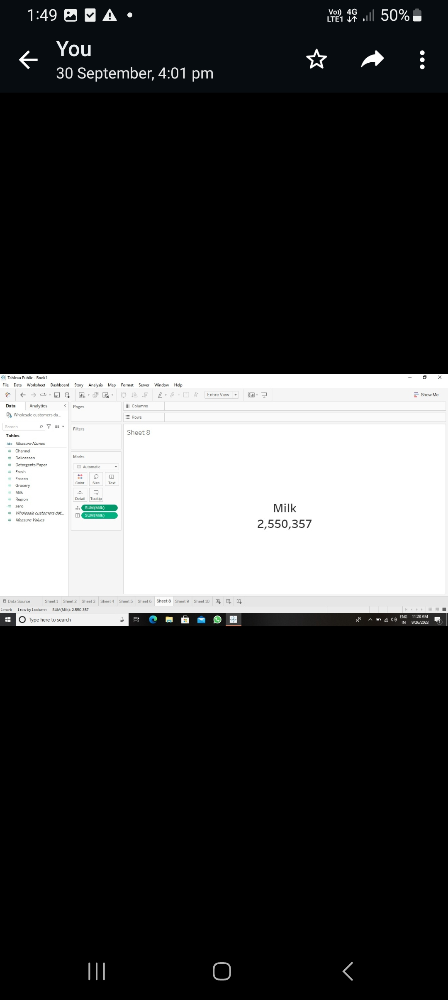 1:49
Vo)) 4G
LTE1
50%
You
30 September, 4:01 pm
Tableau Public - Book1
File Data Worksheet Dashboard Story Analysis Map Format Server Window Help
Entire View
Show Me
Data Analytics
Pages
Columns
Wholesale customers da...
Rows
Search
Filters
Sheet 8
Tables
Abc Measure Names
Channel
Delicassen
Detergents Paper
Fresh
Frozen
Grocery
Milk
Region
zero
Wholesale customers dat...
Measure Values
Marks
Automatic
Color Size Text
Detail Tooltip
SUM(Milk)
SUM(Milk)
Milk
2,550,357
Data Source Sheet 1 Sheet 2 Sheet 3 Sheet 4 Sheet 5 Sheet 6 Sheet 8 Sheet 9 Sheet 10
1 mark 1 row by 1 column SUM(Milk): 2,550,357
Type here to search
ENG 11:28 AM
IN 9/26/2023
1